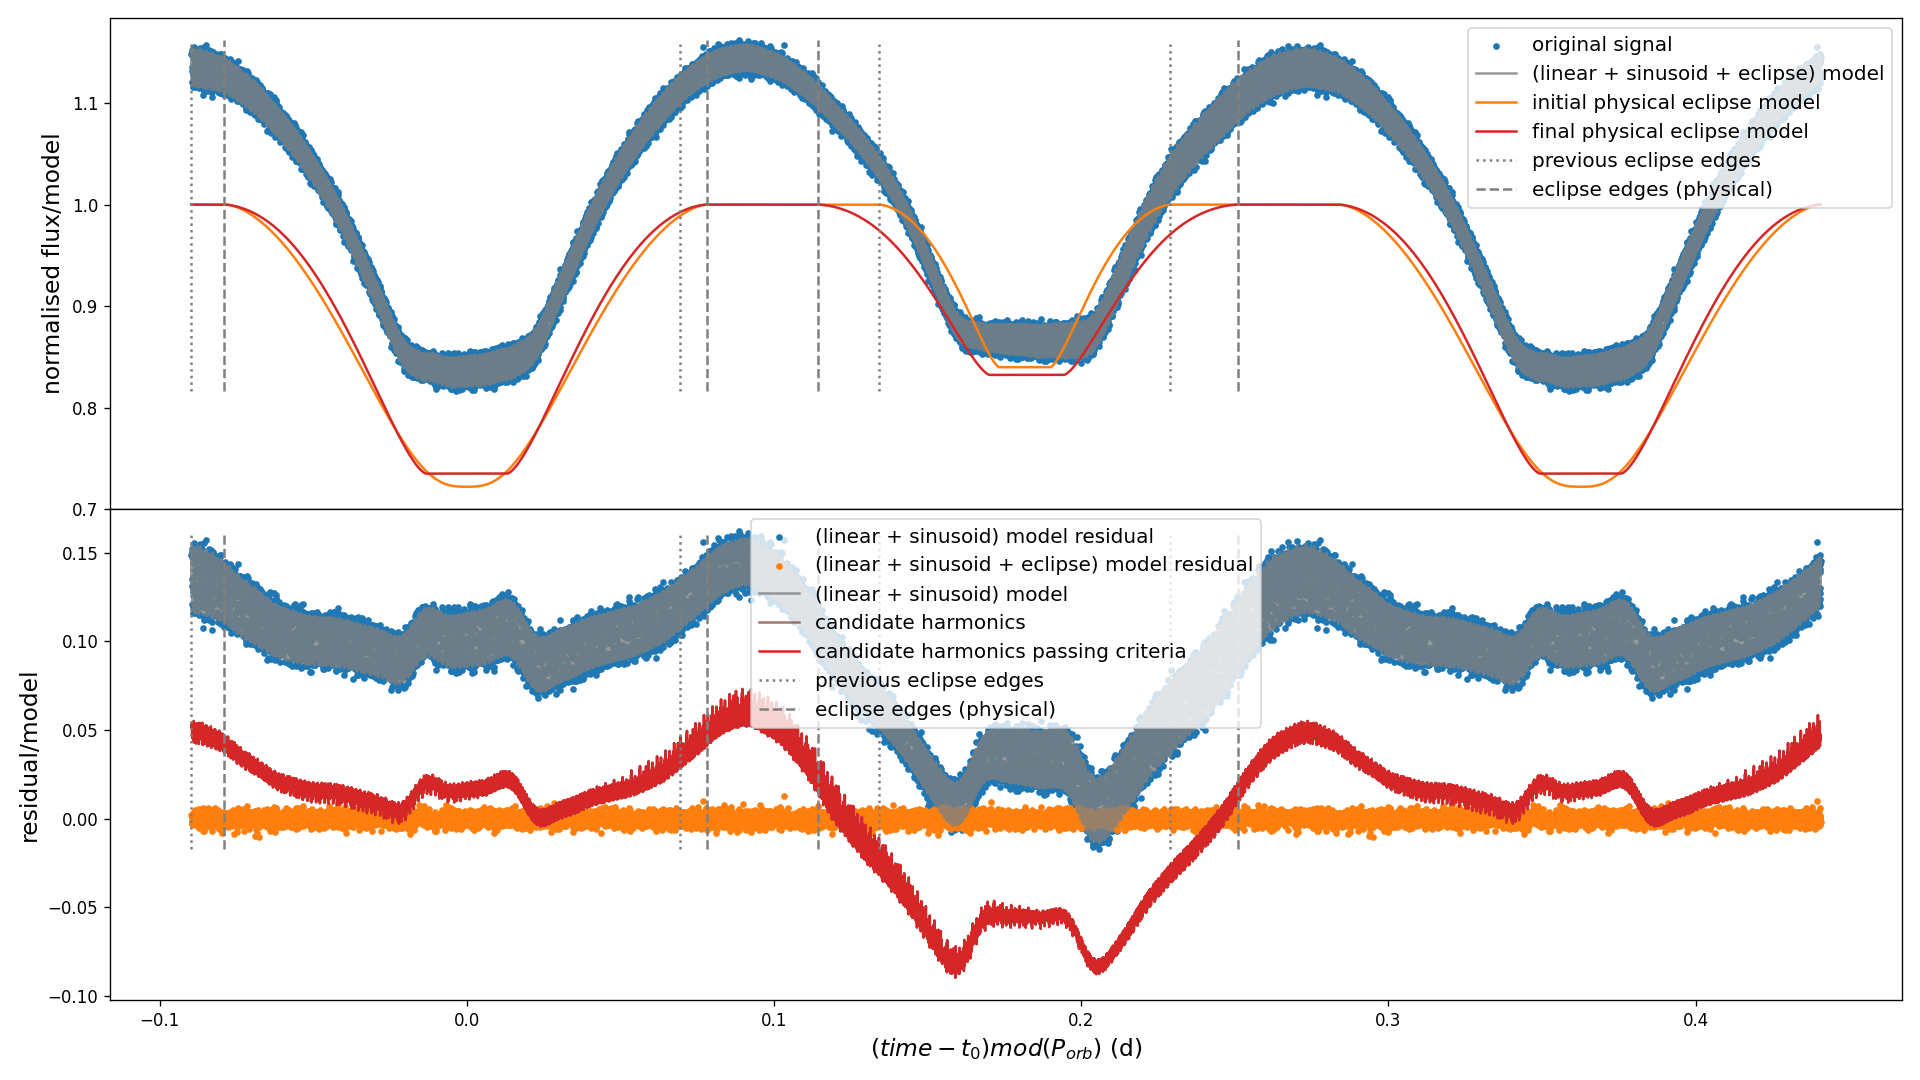 normalised flux/model
1.1
1.0
0.9
0.8
0.7
original signal
(linear + sinusoid + eclipse) model
initial physical eclipse model
final physical eclipse model
previous eclipse edges
eclipse edges (physical)
residual/model
0.15
0.10
0.05
0.00
−0.05
−0.10
(linear + sinusoid) model residual
(linear + sinusoid + eclipse) model residual
(linear + sinusoid) model
candidate harmonics
candidate harmonics passing criteria
previous eclipse edges
eclipse edges (physical)
−0.1 0.0 0.1 0.2 0.3 0.4
(time − t₀)mod(P_orb) (d)